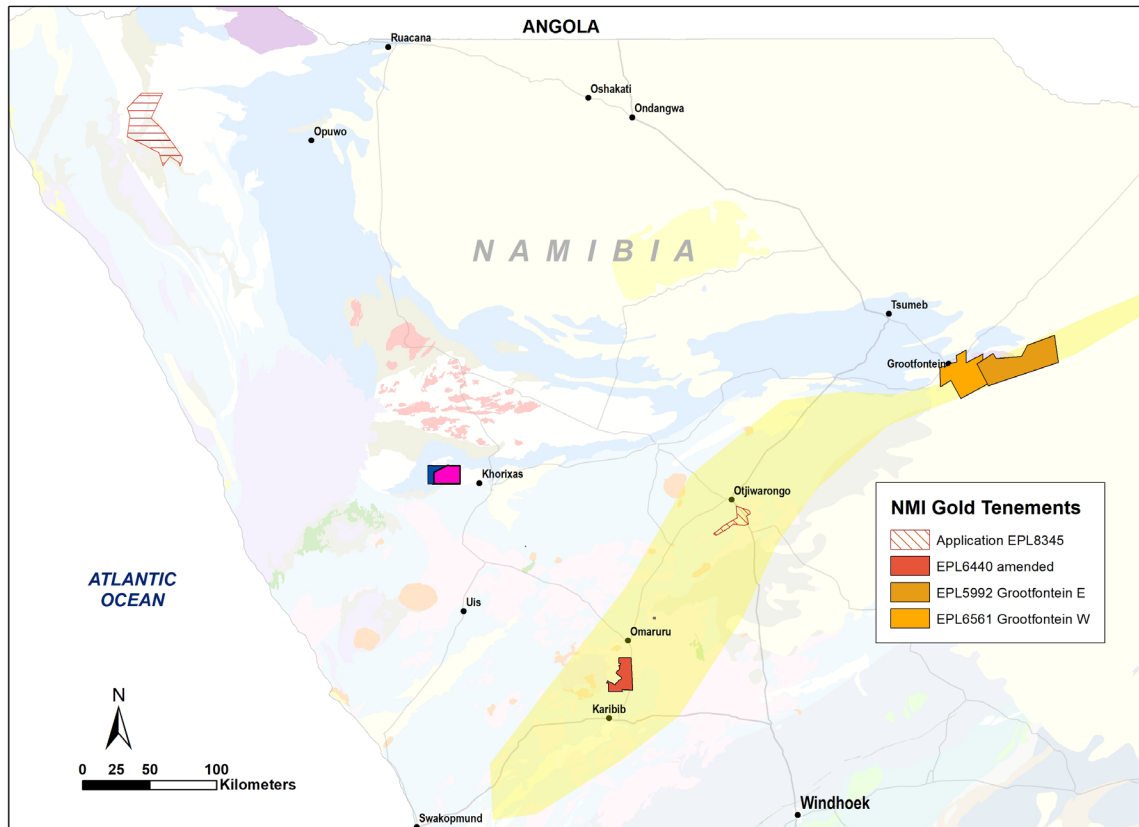 ANGOLA
Ruacana
Oshakati
Ondangwa
Opuwo
NAMIBIA
Tsumeb
Grootfontein
Khorixas
Otjiwarongo
NMI Gold Tenements
Application EPL8345
EPL6440 amended
EPL5992 Grootfontein E
EPL6561 Grootfontein W
ATLANTIC
OCEAN
Uis
Omaruru
Karibib
N
0 25 50 100
Kilometers
Windhoek
Swakopmund